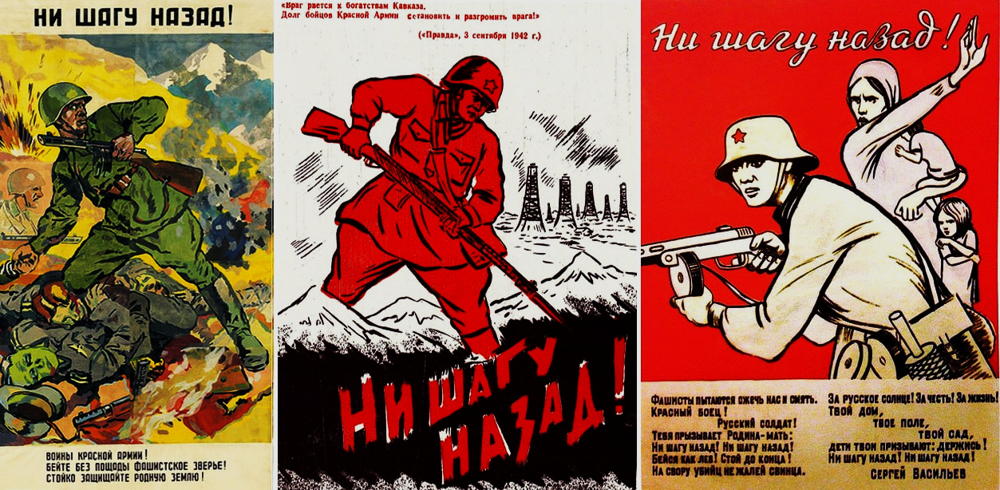 НИ ШАГУ НАЗАД!
ВОИНЫ КРАСНОЙ АРМИИ!
БЕЙТЕ БЕЗ ПОЩАДЫ ФАШИСТСКОЕ ЗВЕРЬЕ!
СТОЙКО ЗАЩИЩАЙТЕ РОДНУЮ ЗЕМЛЮ!
«Враг рвется к богатствам Кавказа.
Долг бойцов Красной Армии остановить и разгромить врага!»
(«Правда», 3 сентября 1942 г.)
НИ ШАГУ
НАЗАД!
Ни шагу назад!
ФАШИСТЫ ПЫТАЮТСЯ СЖЕЧЬ НАС И СМЯТЬ.
КРАСНЫЙ БОЕЦ!
РУССКИЙ СОЛДАТ!
ТЕБЯ ПРИЗЫВАЕТ РОДИНА-МАТЬ:
НИ ШАГУ НАЗАД! НИ ШАГУ НАЗАД!
БЕЙСЯ КАК ЛЕВ! СТОЙ ДО КОНЦА!
НА СВОРУ УБИЙЦ НЕ ЖАЛЕЙ СВИНЦА.
ЗА РУССКОЕ СОЛНЦЕ! ЗА ЧЕСТЬ! ЗА ЖИЗНЬ!
ТВОЙ ДОМ,
ТВОЕ ПОЛЕ,
ТВОЙ САД,
ДЕТИ ТВОИ ПРИЗЫВАЮТ: ДЕРЖИСЬ!
НИ ШАГУ НАЗАД! НИ ШАГУ НАЗАД!
СЕРГЕЙ ВАСИЛЬЕВ